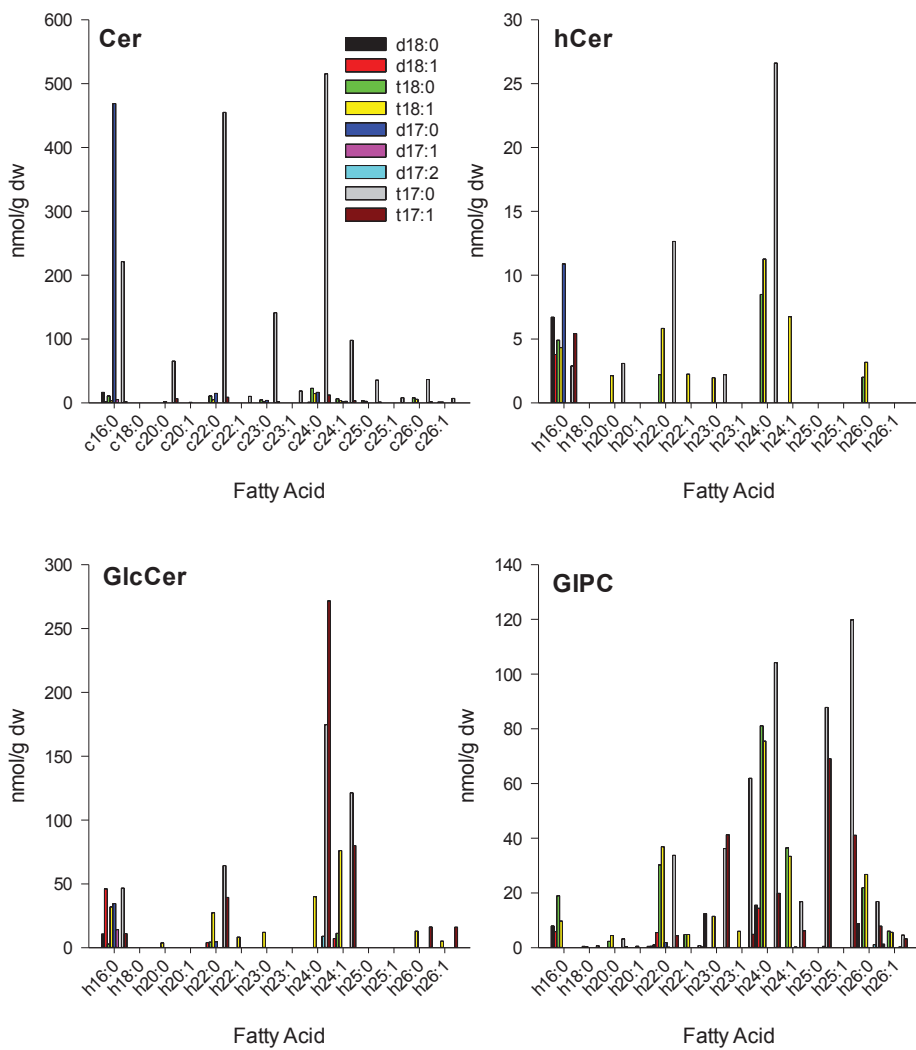 Cer
600
500
400
300
200
100
0
nmol/g dw
d18:0
d18:1
t18:0
t18:1
d17:0
d17:1
d17:2
t17:0
t17:1
c16:0
c18:0
c20:0
c20:1
c22:0
c22:1
c23:0
c23:1
c24:0
c24:1
c25:0
c25:1
c26:0
c26:1
Fatty Acid
hCer
30
25
20
15
10
5
0
nmol/g dw
h16:0
h18:0
h20:0
h20:1
h22:0
h22:1
h23:0
h23:1
h24:0
h24:1
h25:0
h25:1
h26:0
h26:1
Fatty Acid
GlcCer
300
250
200
150
100
50
0
nmol/g dw
h16:0
h18:0
h20:0
h20:1
h22:0
h22:1
h23:0
h23:1
h24:0
h24:1
h25:0
h25:1
h26:0
h26:1
Fatty Acid
GIPC
140
120
100
80
60
40
20
0
nmol/g dw
h16:0
h18:0
h20:0
h20:1
h22:0
h22:1
h23:0
h23:1
h24:0
h24:1
h25:0
h25:1
h26:0
h26:1
Fatty Acid